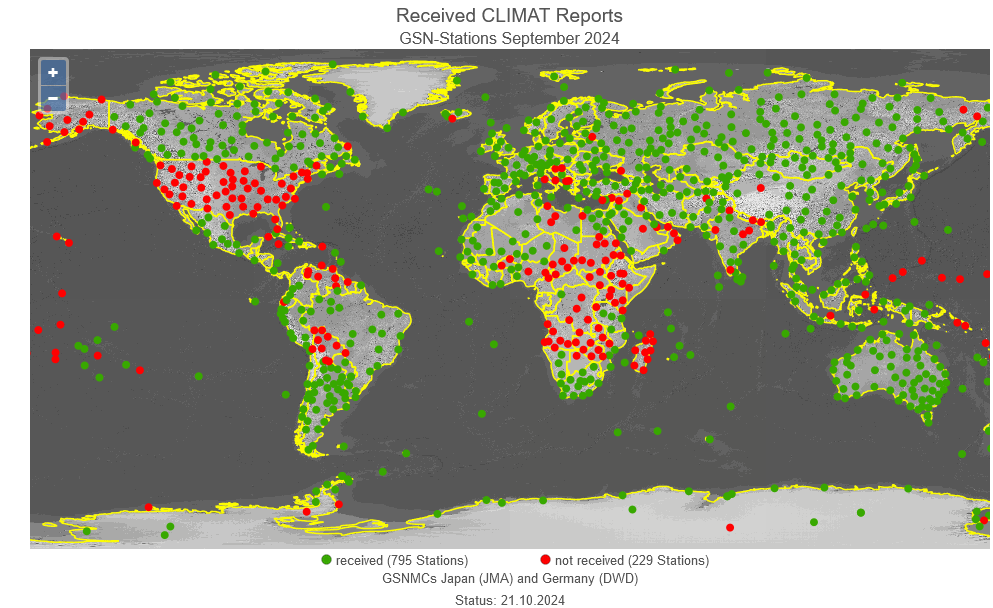 Received CLIMAT Reports
GSN-Stations September 2024
+
−
received (795 Stations) not received (229 Stations)
GSNMCs Japan (JMA) and Germany (DWD)
Status: 21.10.2024